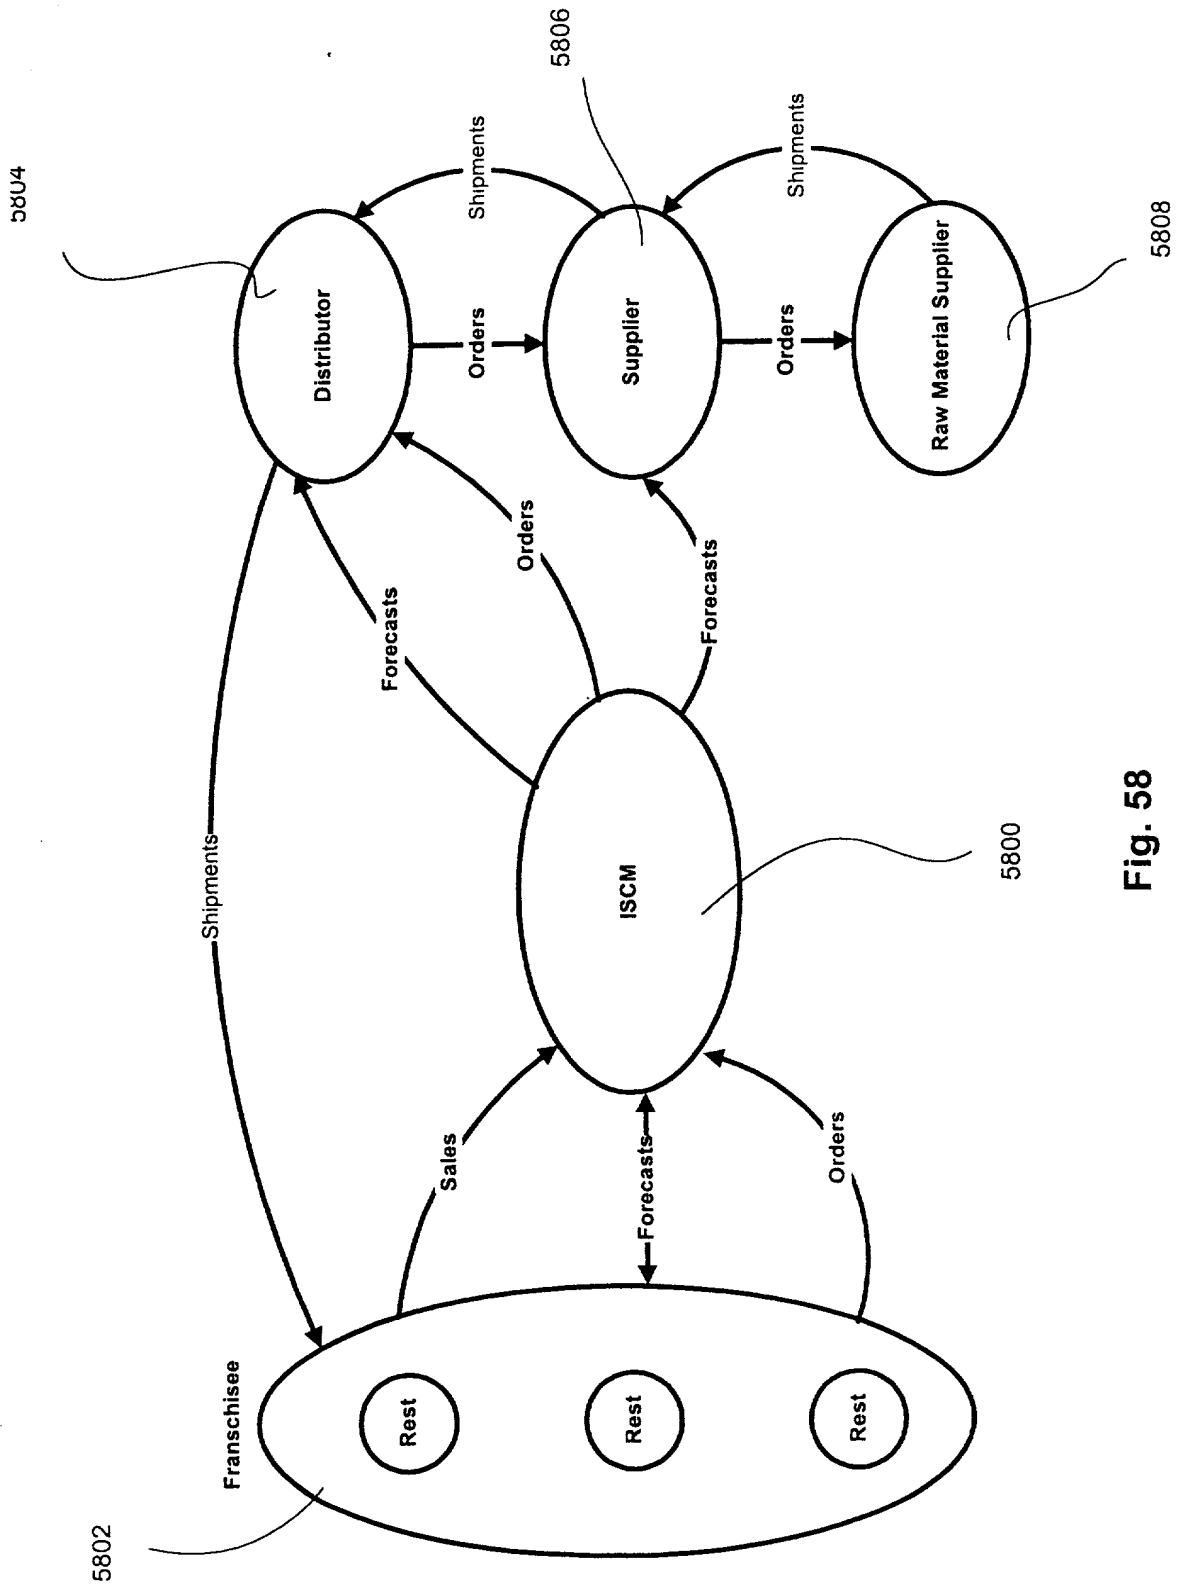 5804
5802
Shipments
Franschisee
Distributor
Forecasts
Rest
Sales
Orders
Shipments
Orders
5806
Rest
Forecasts
ISCM
Supplier
Forecasts
Orders
Shipments
Orders
Rest
Raw Material Supplier
5800
5808
Fig. 58